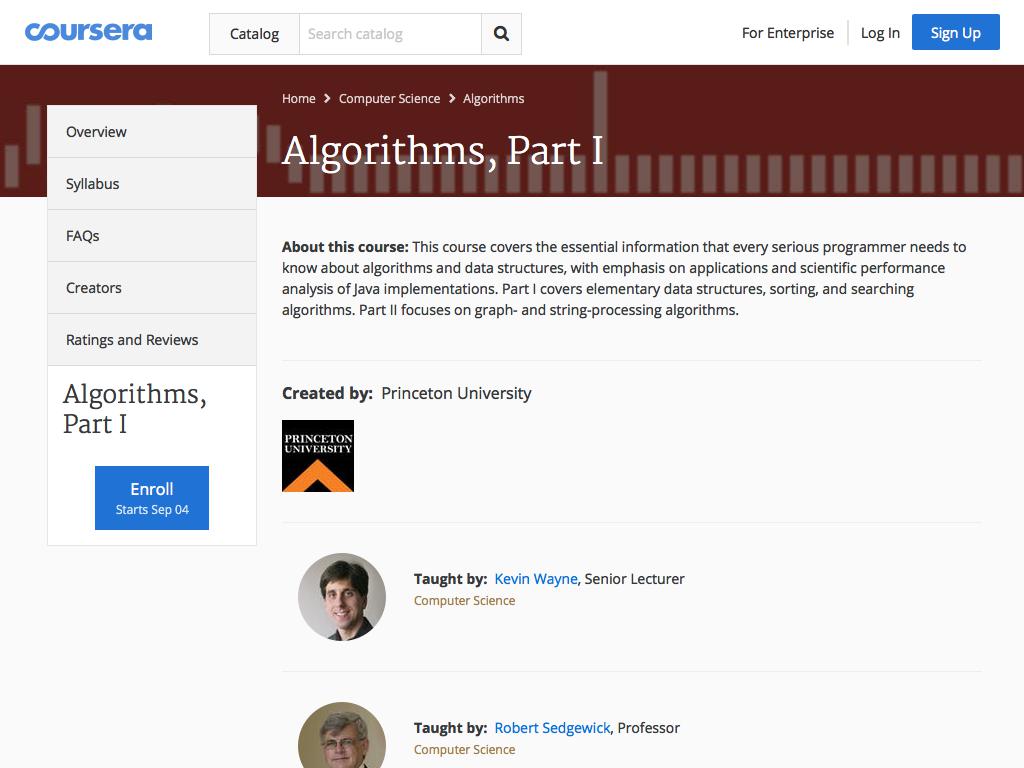 coursera
Catalog
Search catalog
For Enterprise
Log In
Sign Up
Home > Computer Science > Algorithms
Algorithms, Part I
Overview
Syllabus
FAQs
Creators
Ratings and Reviews
Algorithms,
Part I
Enroll
Starts Sep 04
About this course: This course covers the essential information that every serious programmer needs to
know about algorithms and data structures, with emphasis on applications and scientific performance
analysis of Java implementations. Part I covers elementary data structures, sorting, and searching
algorithms. Part II focuses on graph- and string-processing algorithms.
Created by: Princeton University
PRINCETON
UNIVERSITY
Taught by: Kevin Wayne, Senior Lecturer
Computer Science
Taught by: Robert Sedgewick, Professor
Computer Science